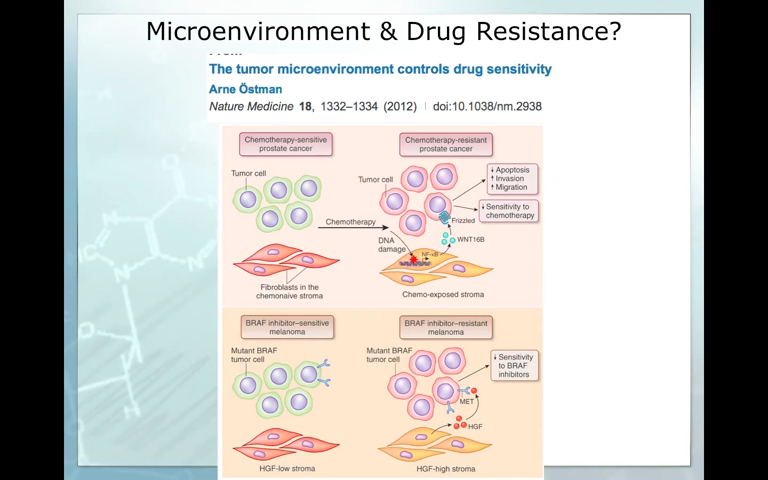 Microenvironment & Drug Resistance?
The tumor microenvironment controls drug sensitivity
Arne Östman
Nature Medicine 18, 1332–1334 (2012) | doi:10.1038/nm.2938
Chemotherapy-sensitive
prostate cancer
Chemotherapy-resistant
prostate cancer
Tumor cell
Tumor cell
↓ Apoptosis
↑ Invasion
↑ Migration
↓ Sensitivity to
chemotherapy
Frizzled
Chemotherapy
WNT16B
DNA
damage
NF-κB
Fibroblasts in the
chemonaive stroma
Chemo-exposed stroma
BRAF inhibitor–sensitive
melanoma
BRAF inhibitor–resistant
melanoma
Mutant BRAF
tumor cell
Mutant BRAF
tumor cell
↓ Sensitivity
to BRAF
inhibitors
MET
HGF
HGF-low stroma
HGF-high stroma